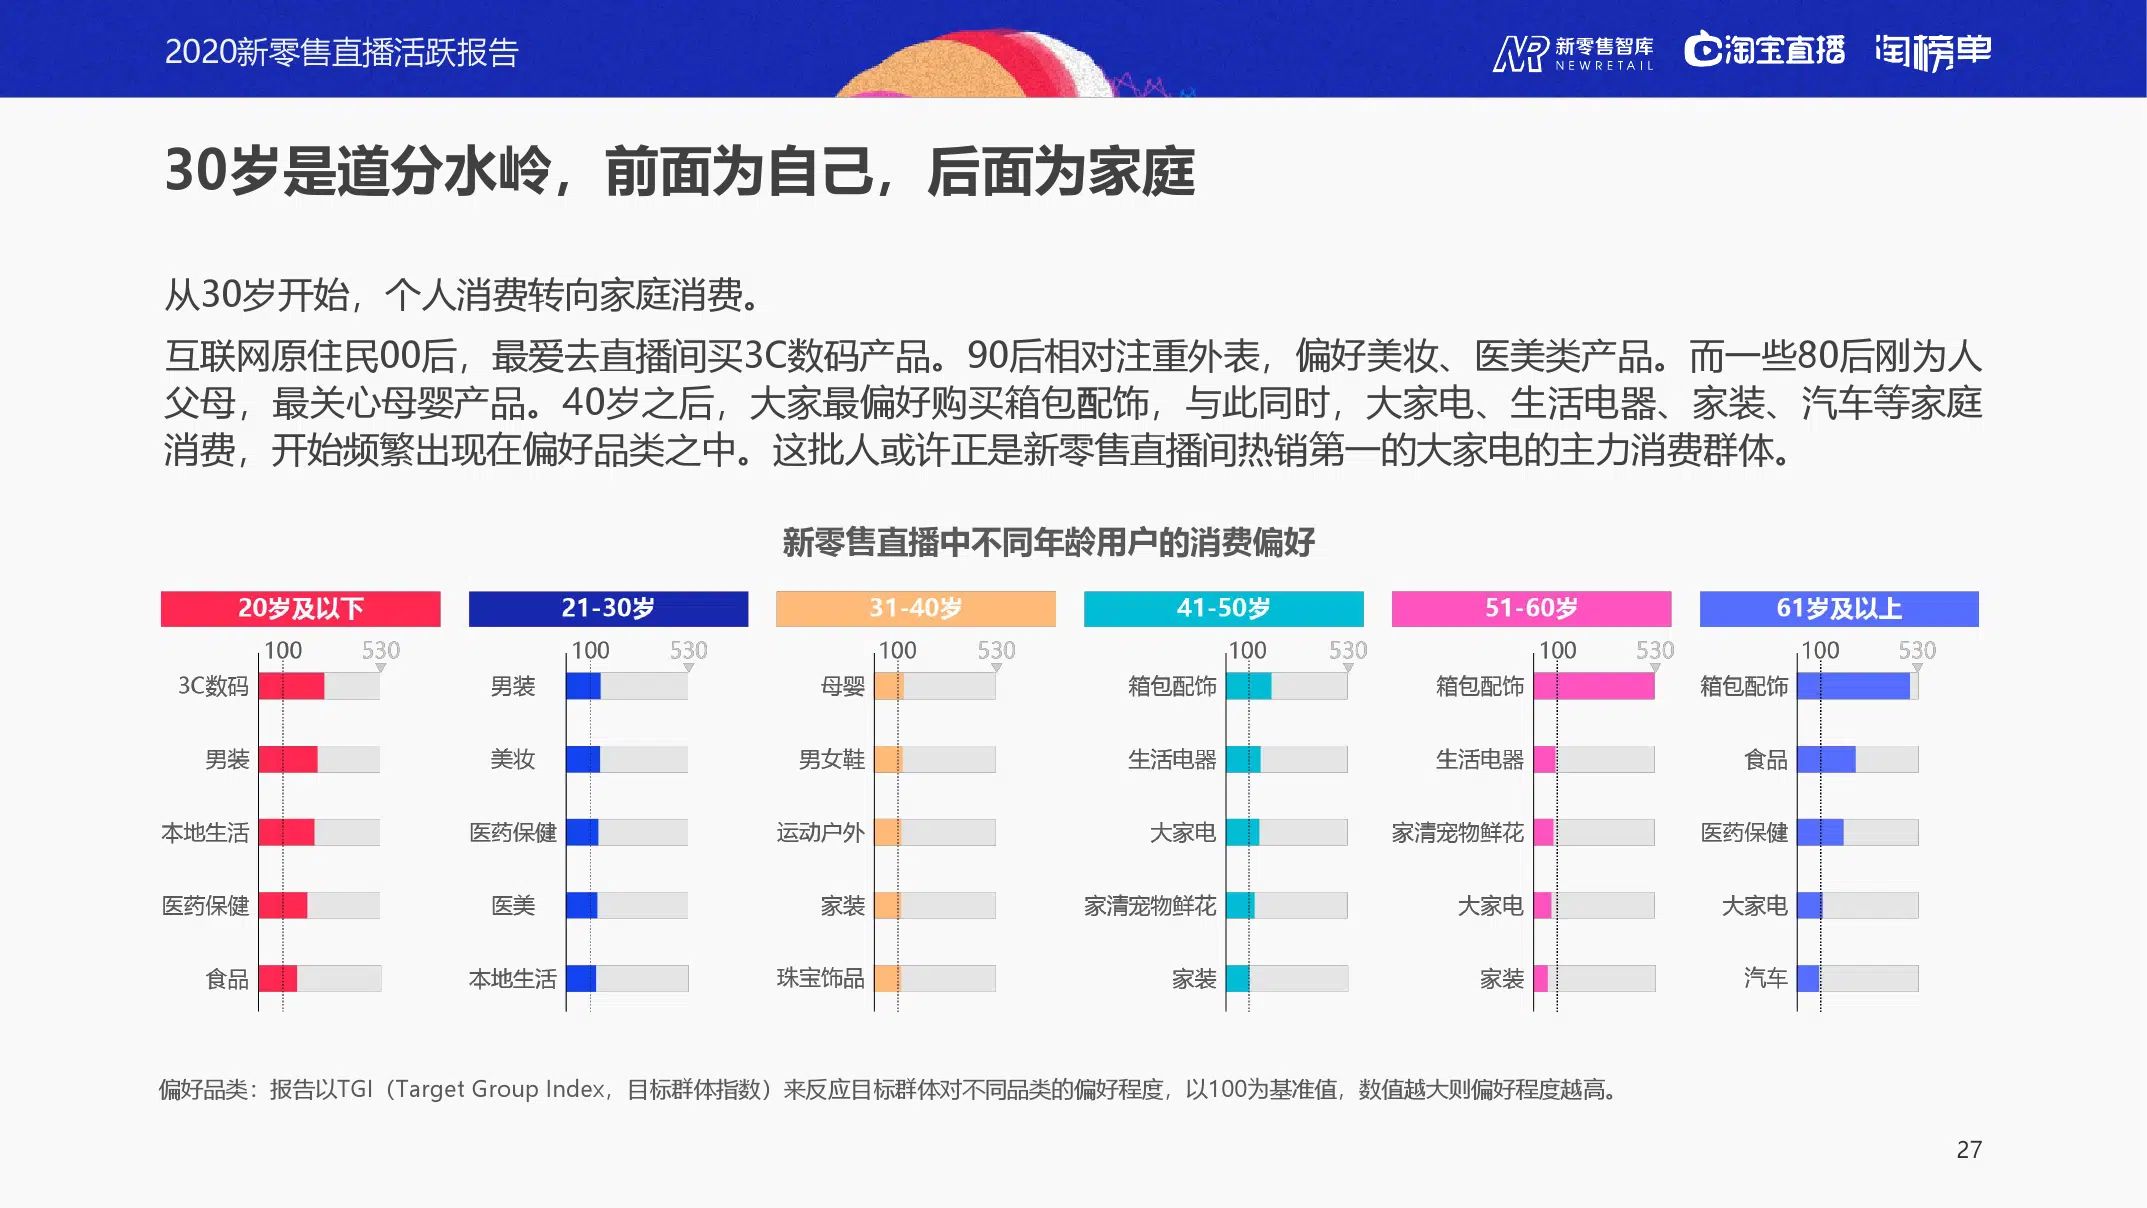 2020新零售直播活跃报告
NR 新零售智库 NEWRETAIL 淘宝直播 淘榜单
30岁是道分水岭，前面为自己，后面为家庭
从30岁开始，个人消费转向家庭消费。
互联网原住民00后，最爱去直播间买3C数码产品。90后相对注重外表，偏好美妆、医美类产品。而一些80后刚为人
父母，最关心母婴产品。40岁之后，大家最偏好购买箱包配饰，与此同时，大家电、生活电器、家装、汽车等家庭
消费，开始频繁出现在偏好品类之中。这批人或许正是新零售直播间热销第一的大家电的主力消费群体。
新零售直播中不同年龄用户的消费偏好
20岁及以下
100 530
3C数码
男装
本地生活
医药保健
食品
21-30岁
100 530
男装
美妆
医药保健
医美
本地生活
31-40岁
100 530
母婴
男女鞋
运动户外
家装
珠宝饰品
41-50岁
100 530
箱包配饰
生活电器
大家电
家清宠物鲜花
家装
51-60岁
100 530
箱包配饰
生活电器
家清宠物鲜花
大家电
家装
61岁及以上
100 530
箱包配饰
食品
医药保健
大家电
汽车
偏好品类：报告以TGI（Target Group Index，目标群体指数）来反应目标群体对不同品类的偏好程度，以100为基准值，数值越大则偏好程度越高。
27